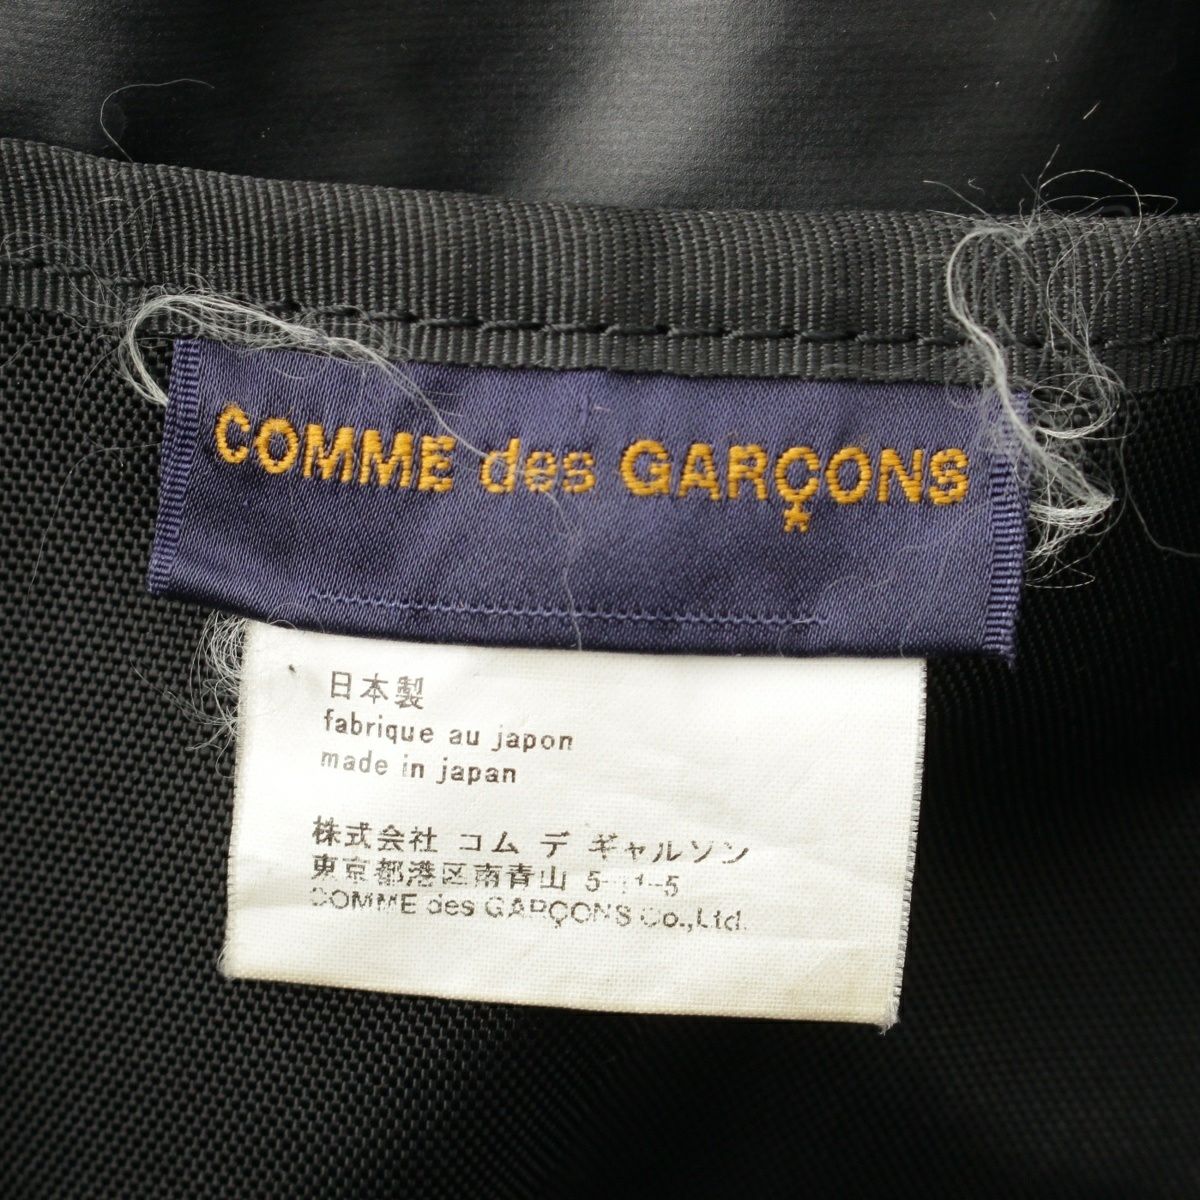 COMME des GARÇONS
日本製
fabrique au japon
made in japan
株式会社 コム デ ギャルソン
東京都港区南青山 5-11-5
COMME des GARÇONS Co.,Ltd.